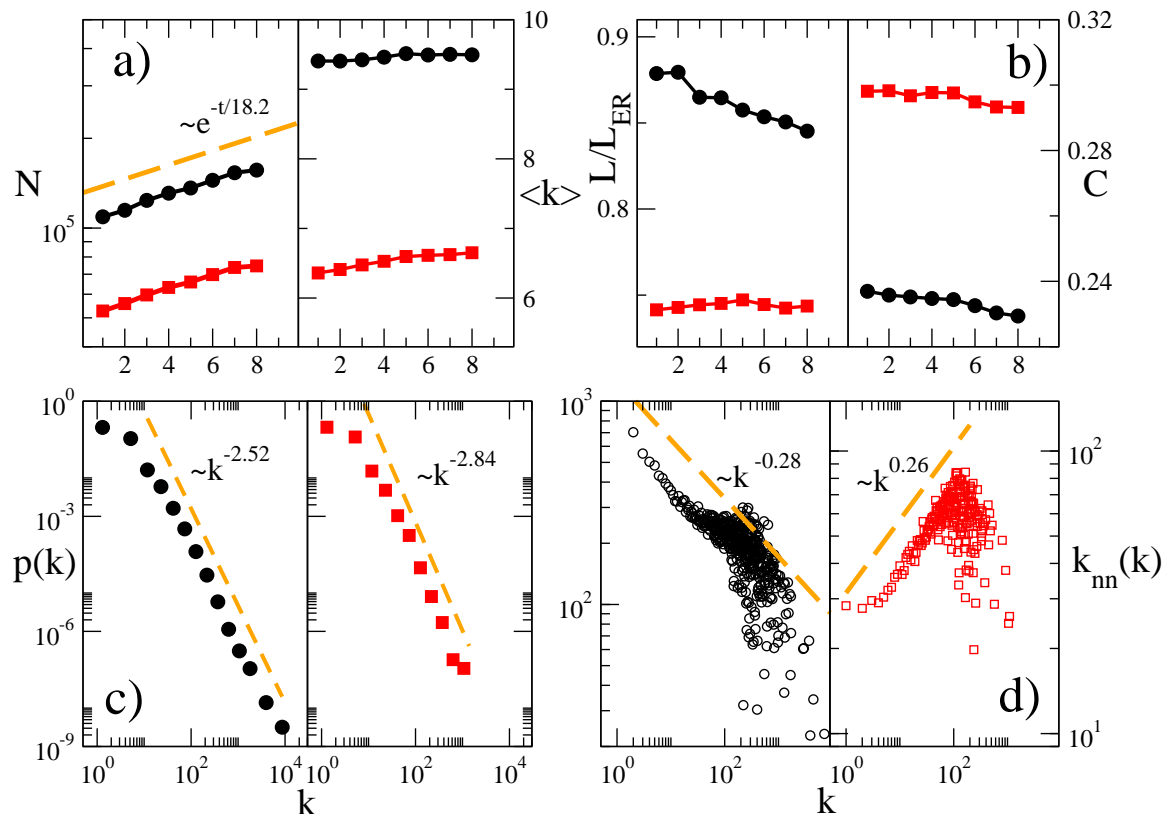 a)
~e^-t/18.2
N
10^5
2 4 6 8
2 4 6 8
10
8
6
<k>
b)
0.9
0.8
L/L_ER
2 4 6 8
2 4 6 8
0.32
0.28
0.24
C
c)
10^0
10^-3
10^-6
10^-9
p(k)
~k^-2.52
~k^-2.84
10^0 10^2 10^4
10^0 10^2 10^4
k
d)
10^3
10^2
~k^-0.28
~k^0.26
10^2
10^1
k_nn(k)
10^0 10^2
10^0 10^2
k